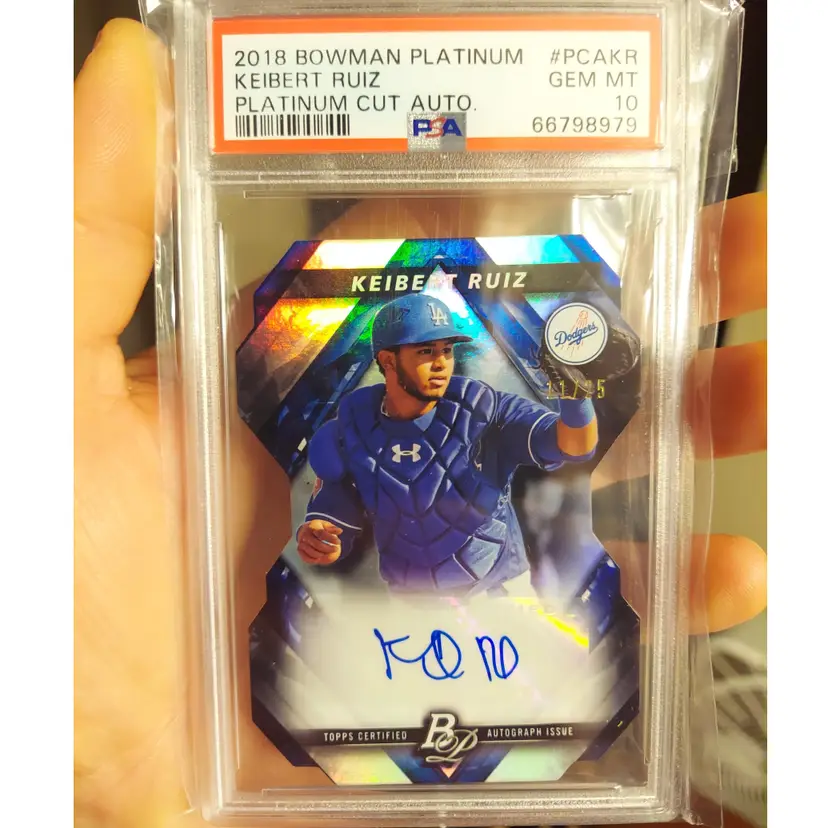 2018 BOWMAN PLATINUM #PCAKR
KEIBERT RUIZ GEM MT
PLATINUM CUT AUTO. 10
PSA 66798979
KEIBERT RUIZ
LA
Dodgers
TOPPS CERTIFIED BP AUTOGRAPH ISSUE